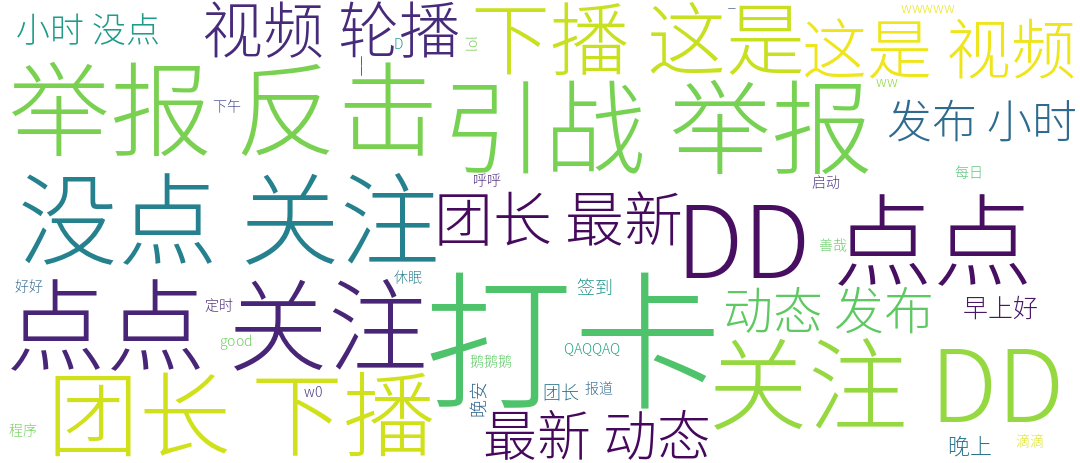 小时 没点
视频 轮播
D
lol
下播 这是
wwwww
这是 视频
举报 反击
下午
引战 举报
ww
发布 小时
没点 关注
呼呼
启动
每日
团长 最新
DD 点点
善哉
好好
定时
休眠
点点 关注
good
打卡
签到
QAQQAQ
鹅鹅鹅
动态 发布
早上好
团长 下播
w0
晚安
团长
报道
关注 DD
程序
最新 动态
晚上
滴滴